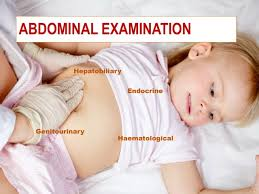 ABDOMINAL EXAMINATION
Hepatobiliary
Endocrine
Genitourinary
Haematological